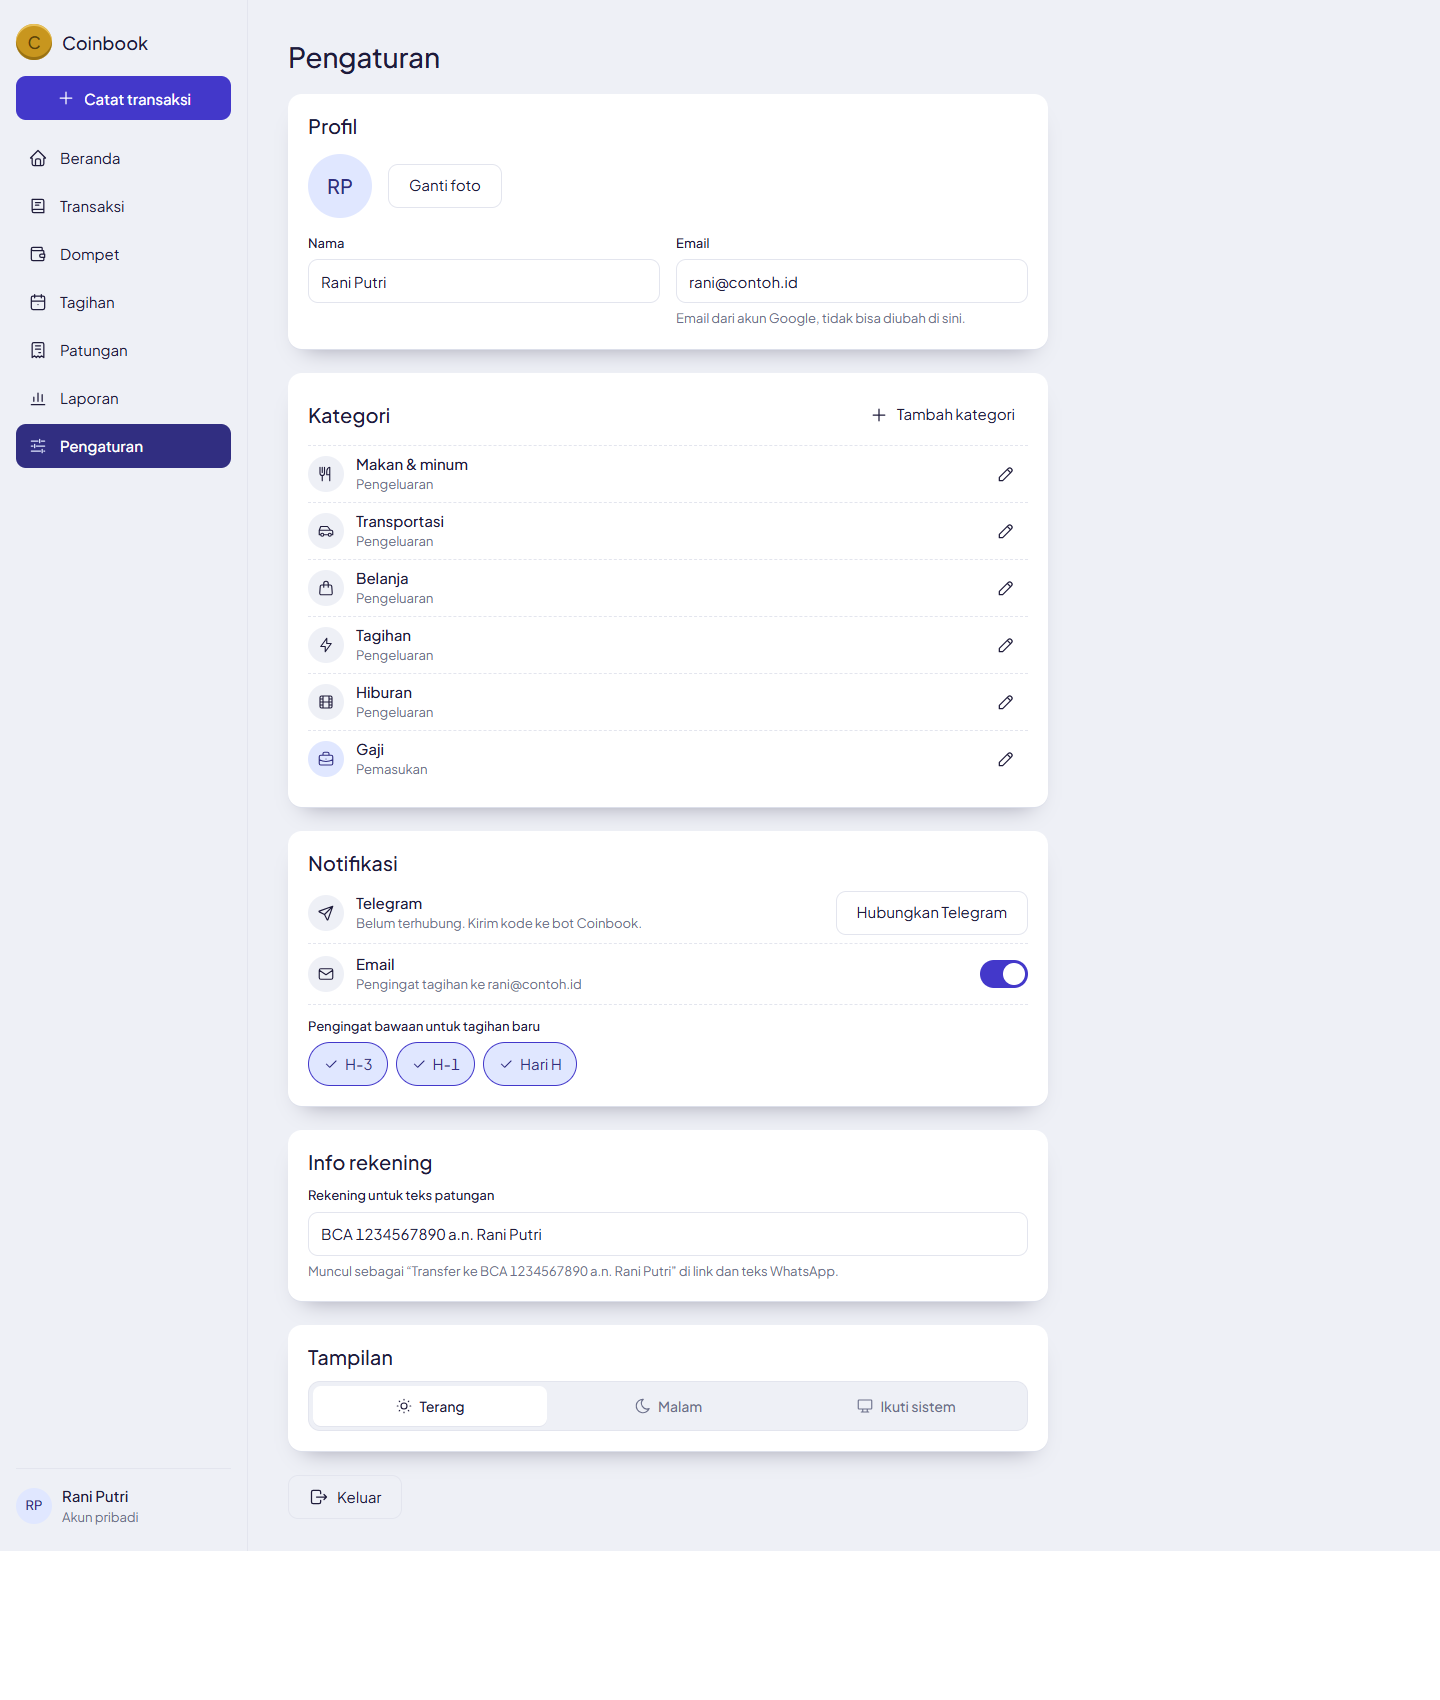 C Coinbook
Catat transaksi
Beranda
Transaksi
Dompet
Tagihan
Patungan
Laporan
Pengaturan
RP
Rani Putri
Akun pribadi
Pengaturan
Profil
RP
Ganti foto
Nama
Rani Putri
Email
rani@contoh.id
Email dari akun Google, tidak bisa diubah di sini.
Kategori
Tambah kategori
Makan & minum
Pengeluaran
Transportasi
Pengeluaran
Belanja
Pengeluaran
Tagihan
Pengeluaran
Hiburan
Pengeluaran
Gaji
Pemasukan
Notifikasi
Telegram
Belum terhubung. Kirim kode ke bot Coinbook.
Hubungkan Telegram
Email
Pengingat tagihan ke rani@contoh.id
Pengingat bawaan untuk tagihan baru
H-3
H-1
Hari H
Info rekening
Rekening untuk teks patungan
BCA 1234567890 a.n. Rani Putri
Muncul sebagai “Transfer ke BCA 1234567890 a.n. Rani Putri” di link dan teks WhatsApp.
Tampilan
Terang
Malam
Ikuti sistem
Keluar